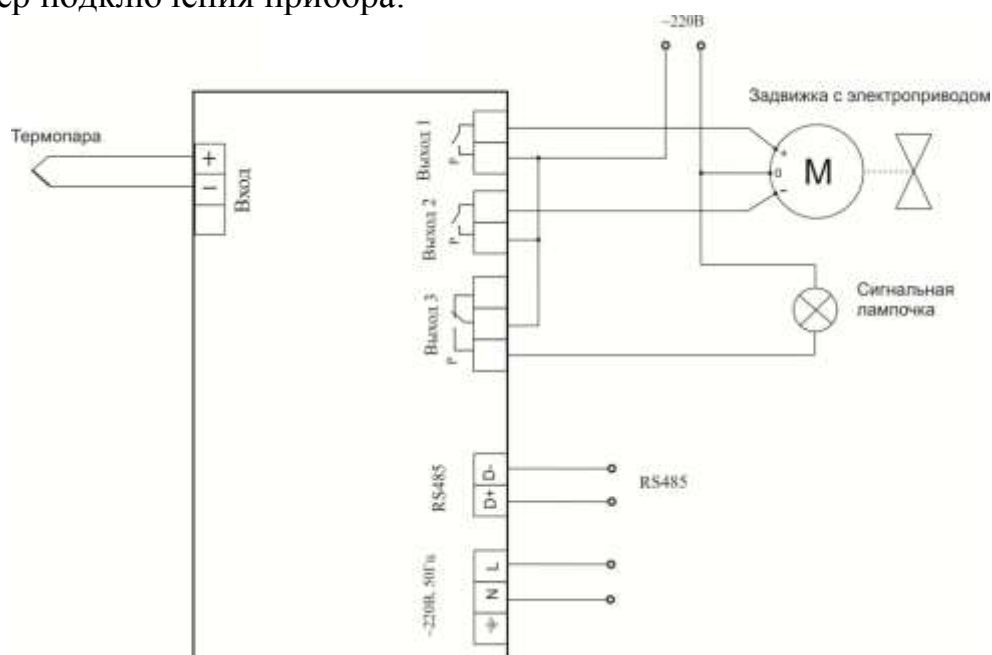 ер подключения прибора:
~220В
Задвижка с электроприводом
Термопара
+
−
Вход
Выход 1
Р
+
0
−
М
Выход 2
Р
Выход 3
Р
Сигнальная
лампочка
RS485
D-
D+
RS485
~220В, 50Гц
L
N